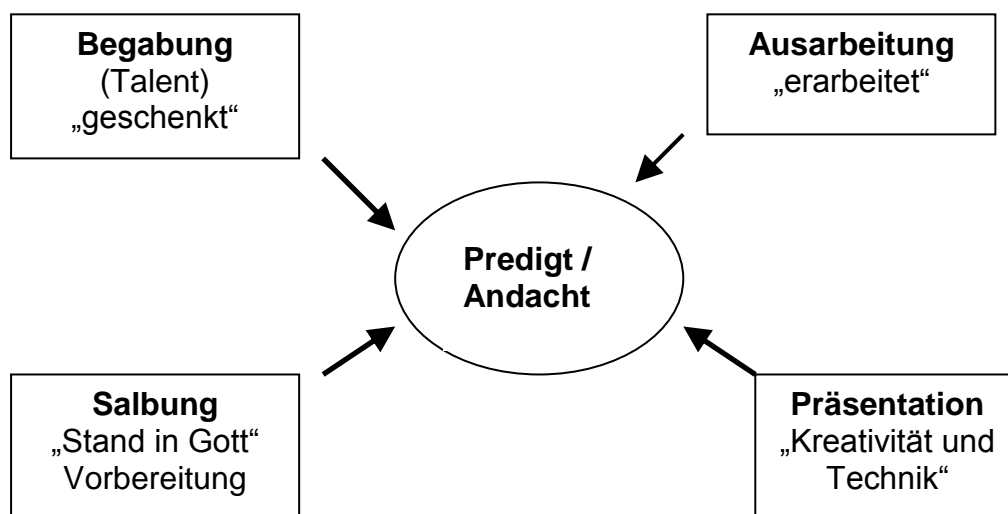 Begabung
(Talent)
„geschenkt“
Ausarbeitung
„erarbeitet“
Predigt /
Andacht
Salbung
„Stand in Gott“
Vorbereitung
Präsentation
„Kreativität und
Technik“